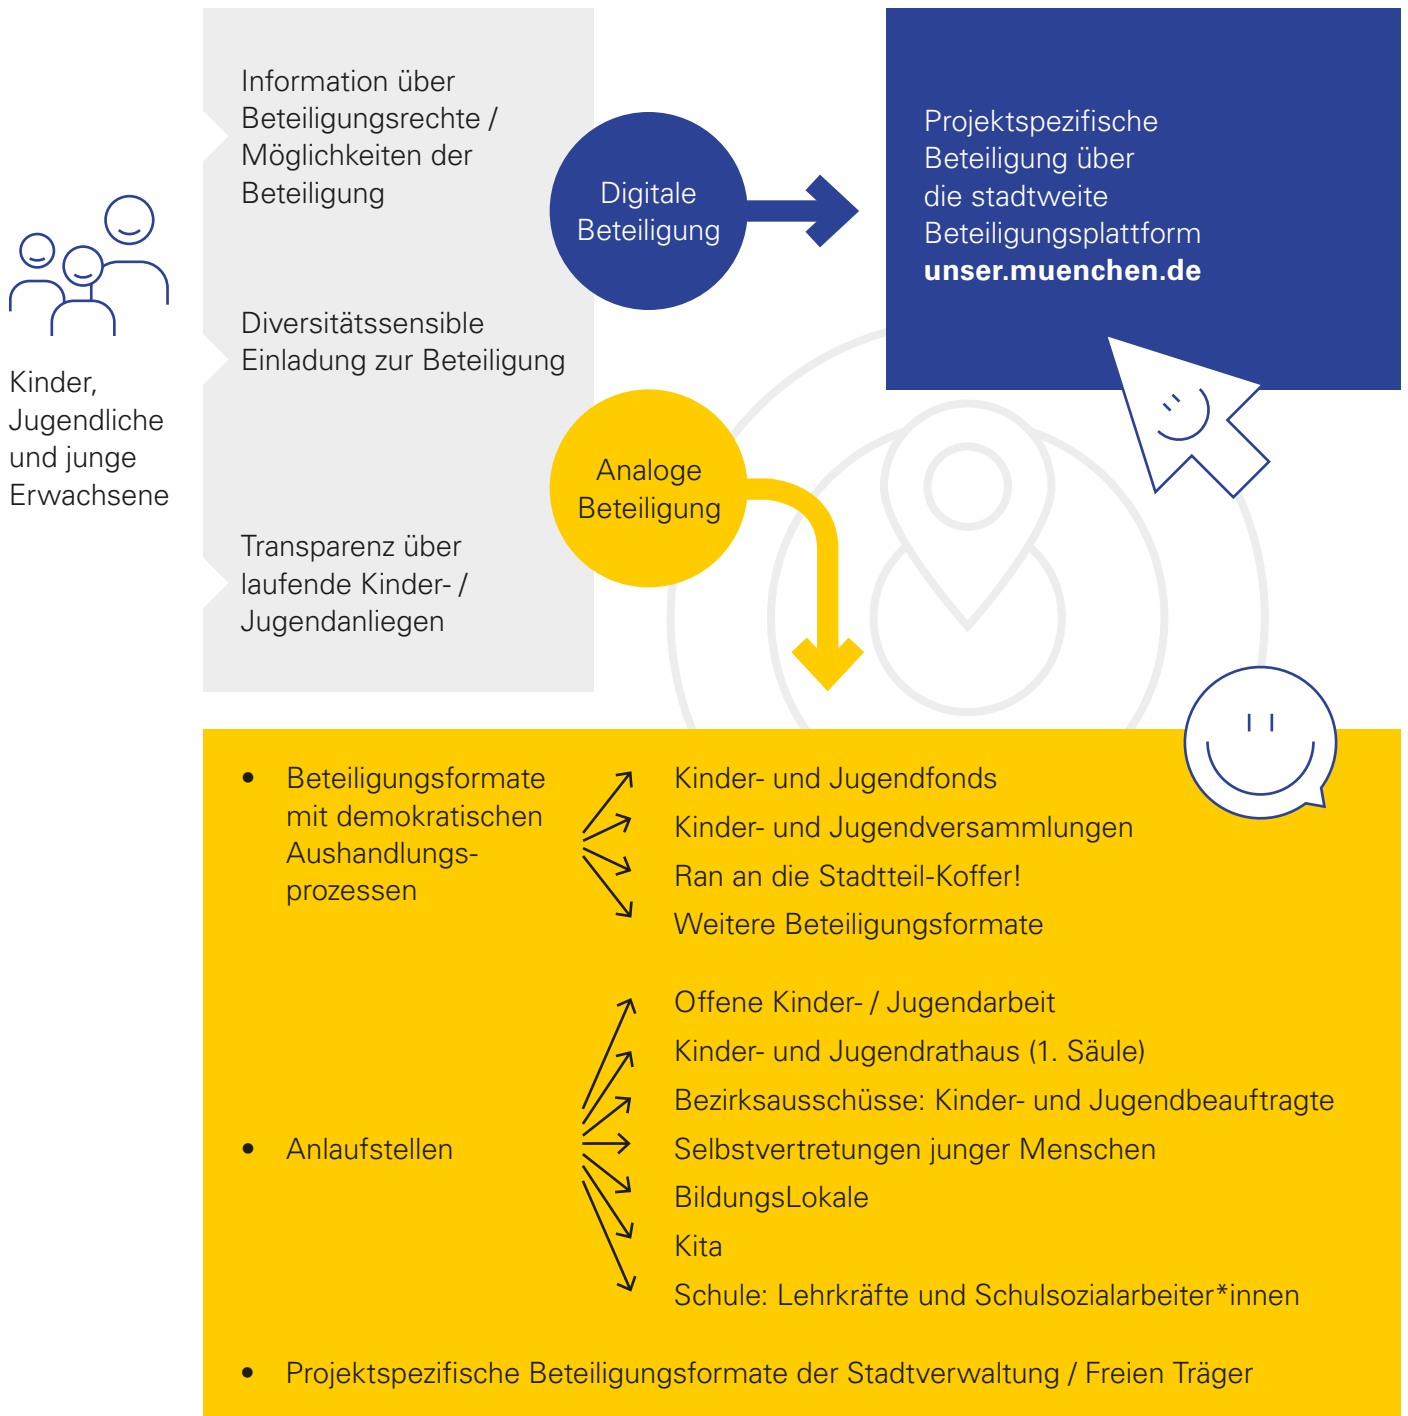 Kinder,
Jugendliche
und junge
Erwachsene
Information über
Beteiligungsrechte /
Möglichkeiten der
Beteiligung
Diversitätssensible
Einladung zur Beteiligung
Transparenz über
laufende Kinder- /
Jugendanliegen
Digitale
Beteiligung
Projektspezifische
Beteiligung über
die stadtweite
Beteiligungsplattform
unser.muenchen.de
Analoge
Beteiligung
• Beteiligungsformate
mit demokratischen
Aushandlungs-
prozessen
Kinder- und Jugendfonds
Kinder- und Jugendversammlungen
Ran an die Stadtteil-Koffer!
Weitere Beteiligungsformate
• Anlaufstellen
Offene Kinder- / Jugendarbeit
Kinder- und Jugendrathaus (1. Säule)
Bezirksausschüsse: Kinder- und Jugendbeauftragte
Selbstvertretungen junger Menschen
BildungsLokale
Kita
Schule: Lehrkräfte und Schulsozialarbeiter*innen
• Projektspezifische Beteiligungsformate der Stadtverwaltung / Freien Träger